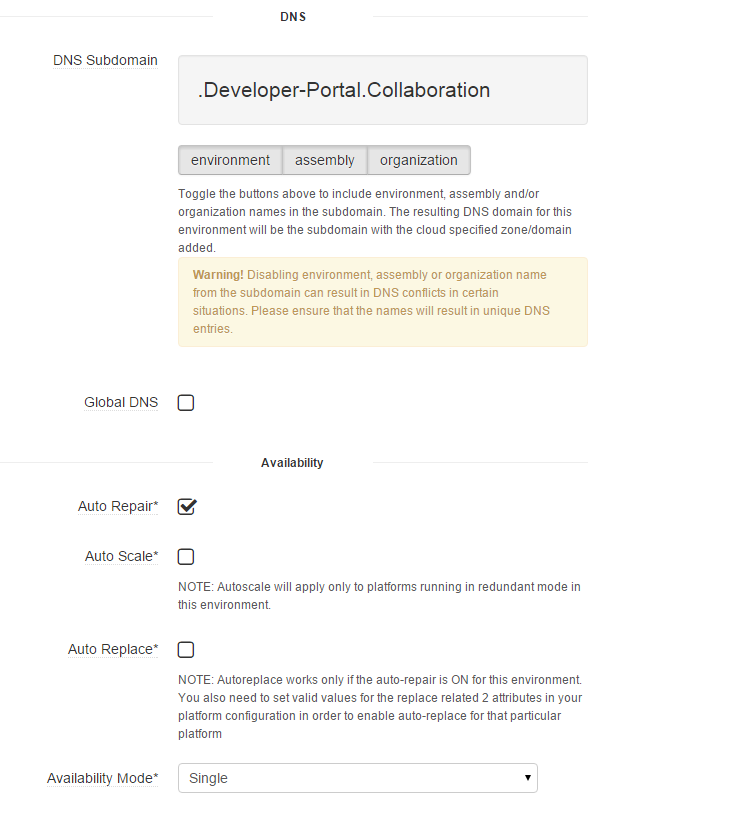 DNS
DNS Subdomain
.Developer-Portal.Collaboration
environment assembly organization
Toggle the buttons above to include environment, assembly and/or
organization names in the subdomain. The resulting DNS domain for this
environment will be the subdomain with the cloud specified zone/domain
added.
Warning! Disabling environment, assembly or organization name
from the subdomain can result in DNS conflicts in certain
situations. Please ensure that the names will result in unique DNS
entries.
Global DNS
Availability
Auto Repair*
Auto Scale*
NOTE: Autoscale will apply only to platforms running in redundant mode in
this environment.
Auto Replace*
NOTE: Autoreplace works only if the auto-repair is ON for this environment.
You also need to set valid values for the replace related 2 attributes in your
platform configuration in order to enable auto-replace for that particular
platform
Availability Mode* Single